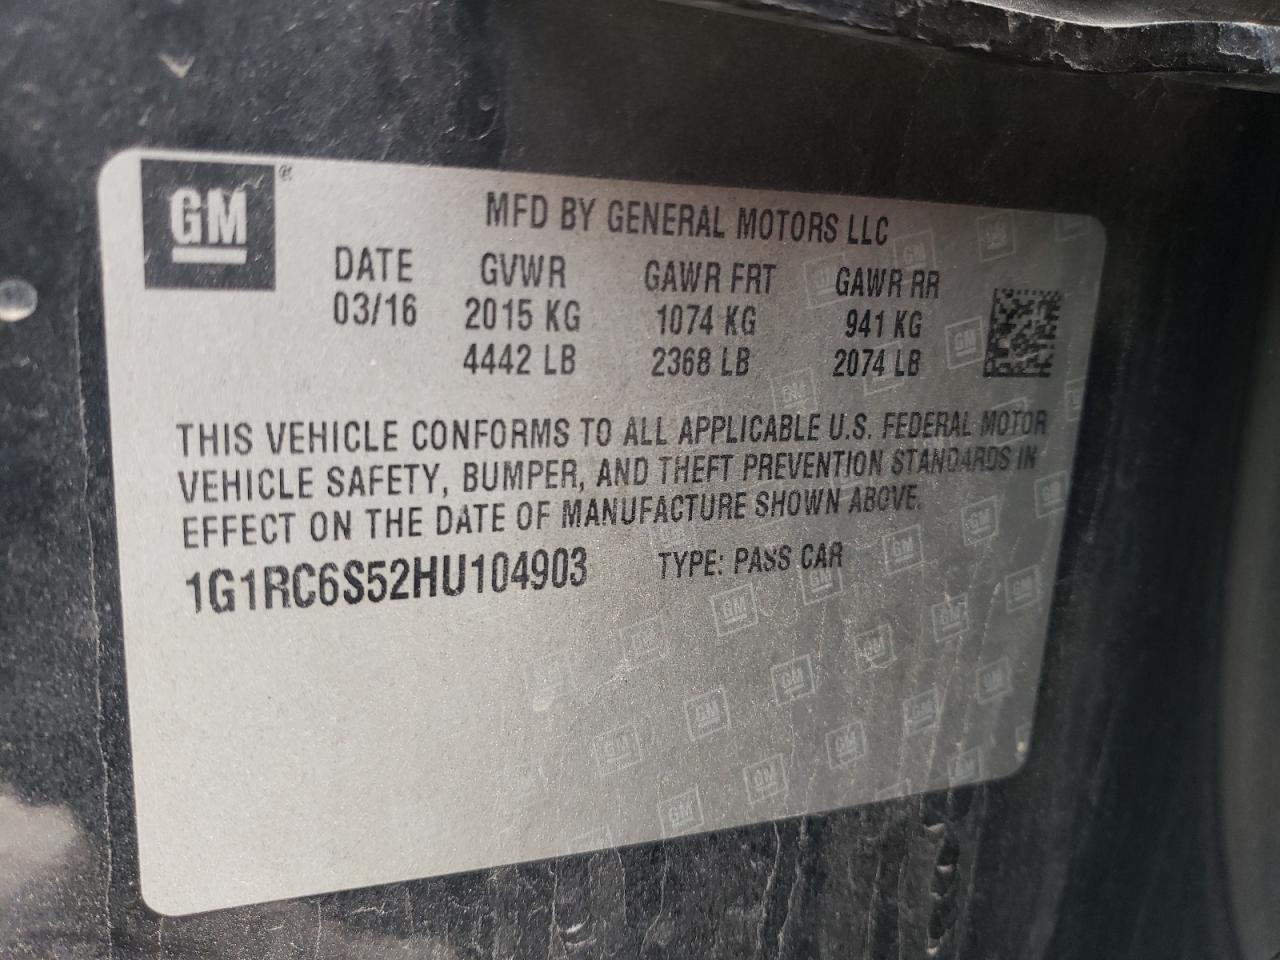 GM®
MFD BY GENERAL MOTORS LLC
DATE GVWR GAWR FRT GAWR RR
03/16 2015 KG 1074 KG 941 KG
4442 LB 2368 LB 2074 LB
THIS VEHICLE CONFORMS TO ALL APPLICABLE U.S. FEDERAL MOTOR
VEHICLE SAFETY, BUMPER, AND THEFT PREVENTION STANDARDS IN
EFFECT ON THE DATE OF MANUFACTURE SHOWN ABOVE.
1G1RC6S52HU104903 TYPE: PASS CAR